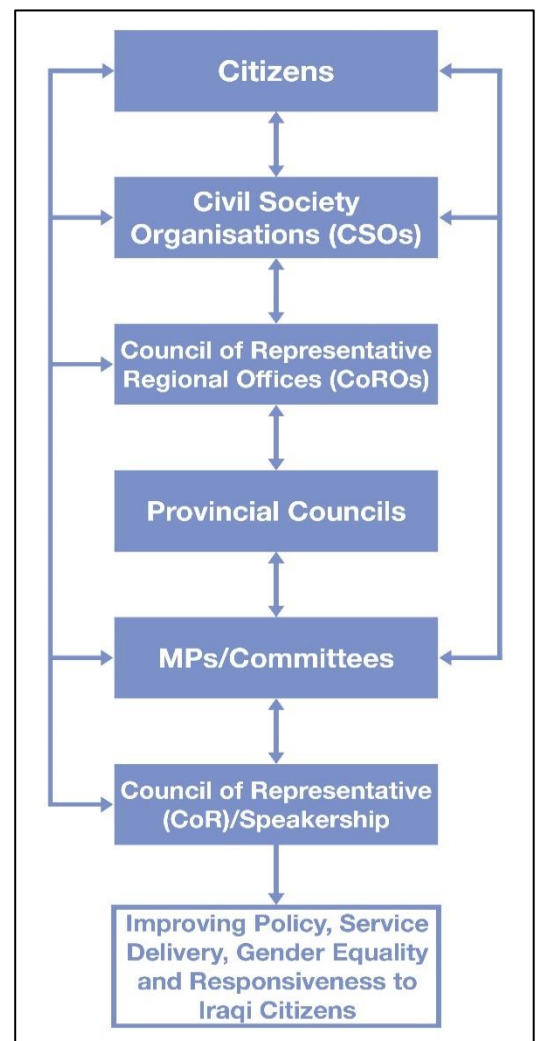 Citizens
Civil Society
Organisations (CSOs)
Council of Representative
Regional Offices (CoROs)
Provincial Councils
MPs/Committees
Council of Representative
(CoR)/Speakership
Improving Policy, Service
Delivery, Gender Equality
and Responsiveness to
Iraqi Citizens